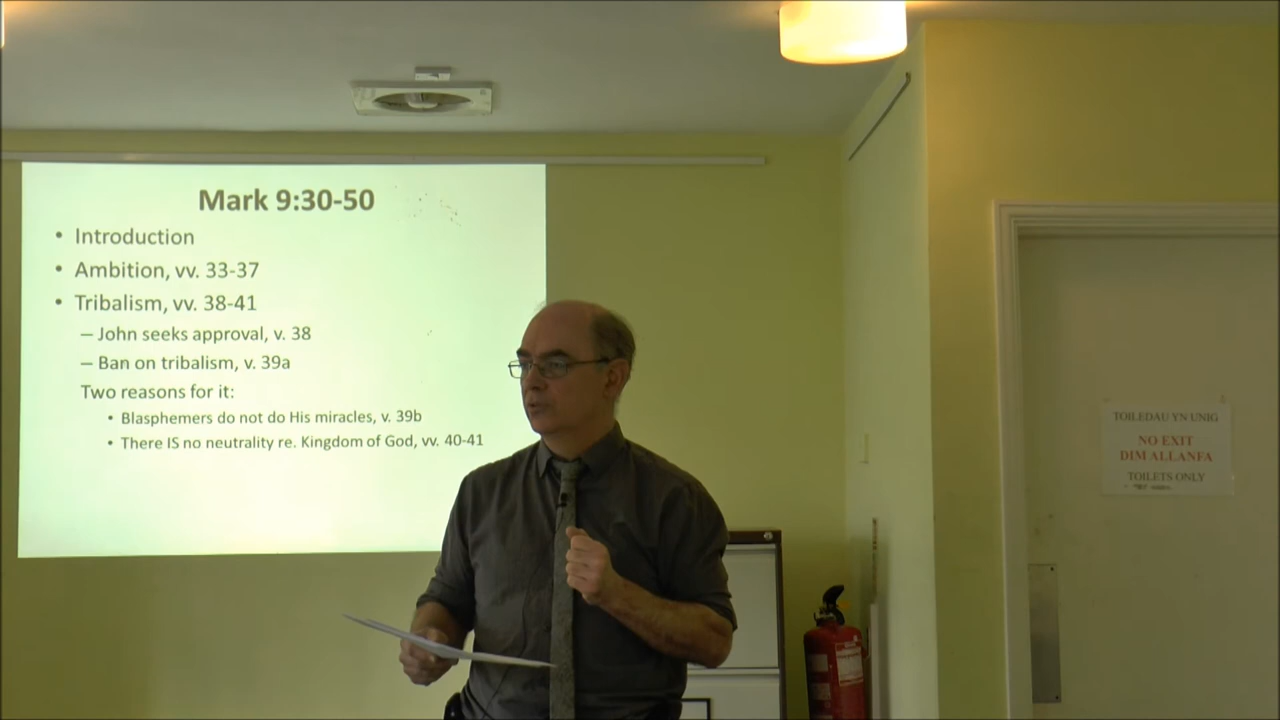 Mark 9:30-50
• Introduction
• Ambition, vv. 33-37
• Tribalism, vv. 38-41
– John seeks approval, v. 38
– Ban on tribalism, v. 39a
Two reasons for it:
• Blasphemers do not do His miracles, v. 39b
• There IS no neutrality re. Kingdom of God, vv. 40-41
TOILEDAU YN UNIG
NO EXIT
DIM ALLANFA
TOILETS ONLY